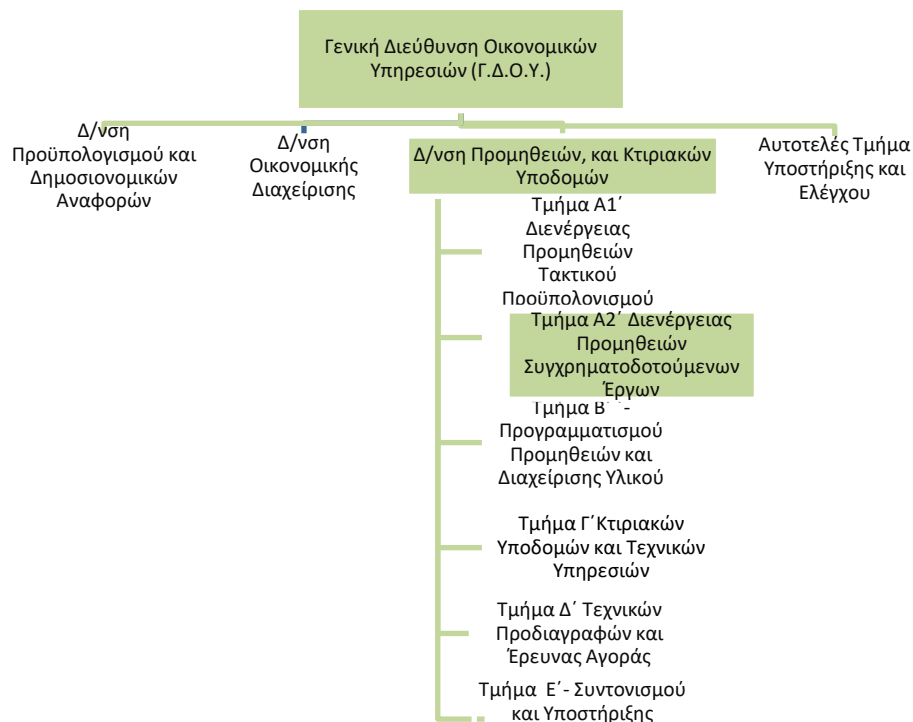 Γενική Διεύθυνση Οικονομικών
Υπηρεσιών (Γ.Δ.Ο.Υ.)
Δ/νση
Προϋπολογισμού και
Δημοσιονομικών
Αναφορών
Δ/νση
Οικονομικής
Διαχείρισης
Δ/νση Προμηθειών, και Κτιριακών
Υποδομών
Αυτοτελές Τμήμα
Υποστήριξης και
Ελέγχου
Τμήμα Α1΄
Διενέργειας
Προμηθειών
Τακτικού
Προϋπολογισμού
Τμήμα Α2΄ Διενέργειας
Προμηθειών
Συγχρηματοδοτούμενων
Έργων
Τμήμα Β΄ -
Προγραμματισμού
Προμηθειών και
Διαχείρισης Υλικού
Τμήμα Γ΄Κτιριακών
Υποδομών και Τεχνικών
Υπηρεσιών
Τμήμα Δ΄ Τεχνικών
Προδιαγραφών και
Έρευνας Αγοράς
Τμήμα Ε΄- Συντονισμού
και Υποστήριξης